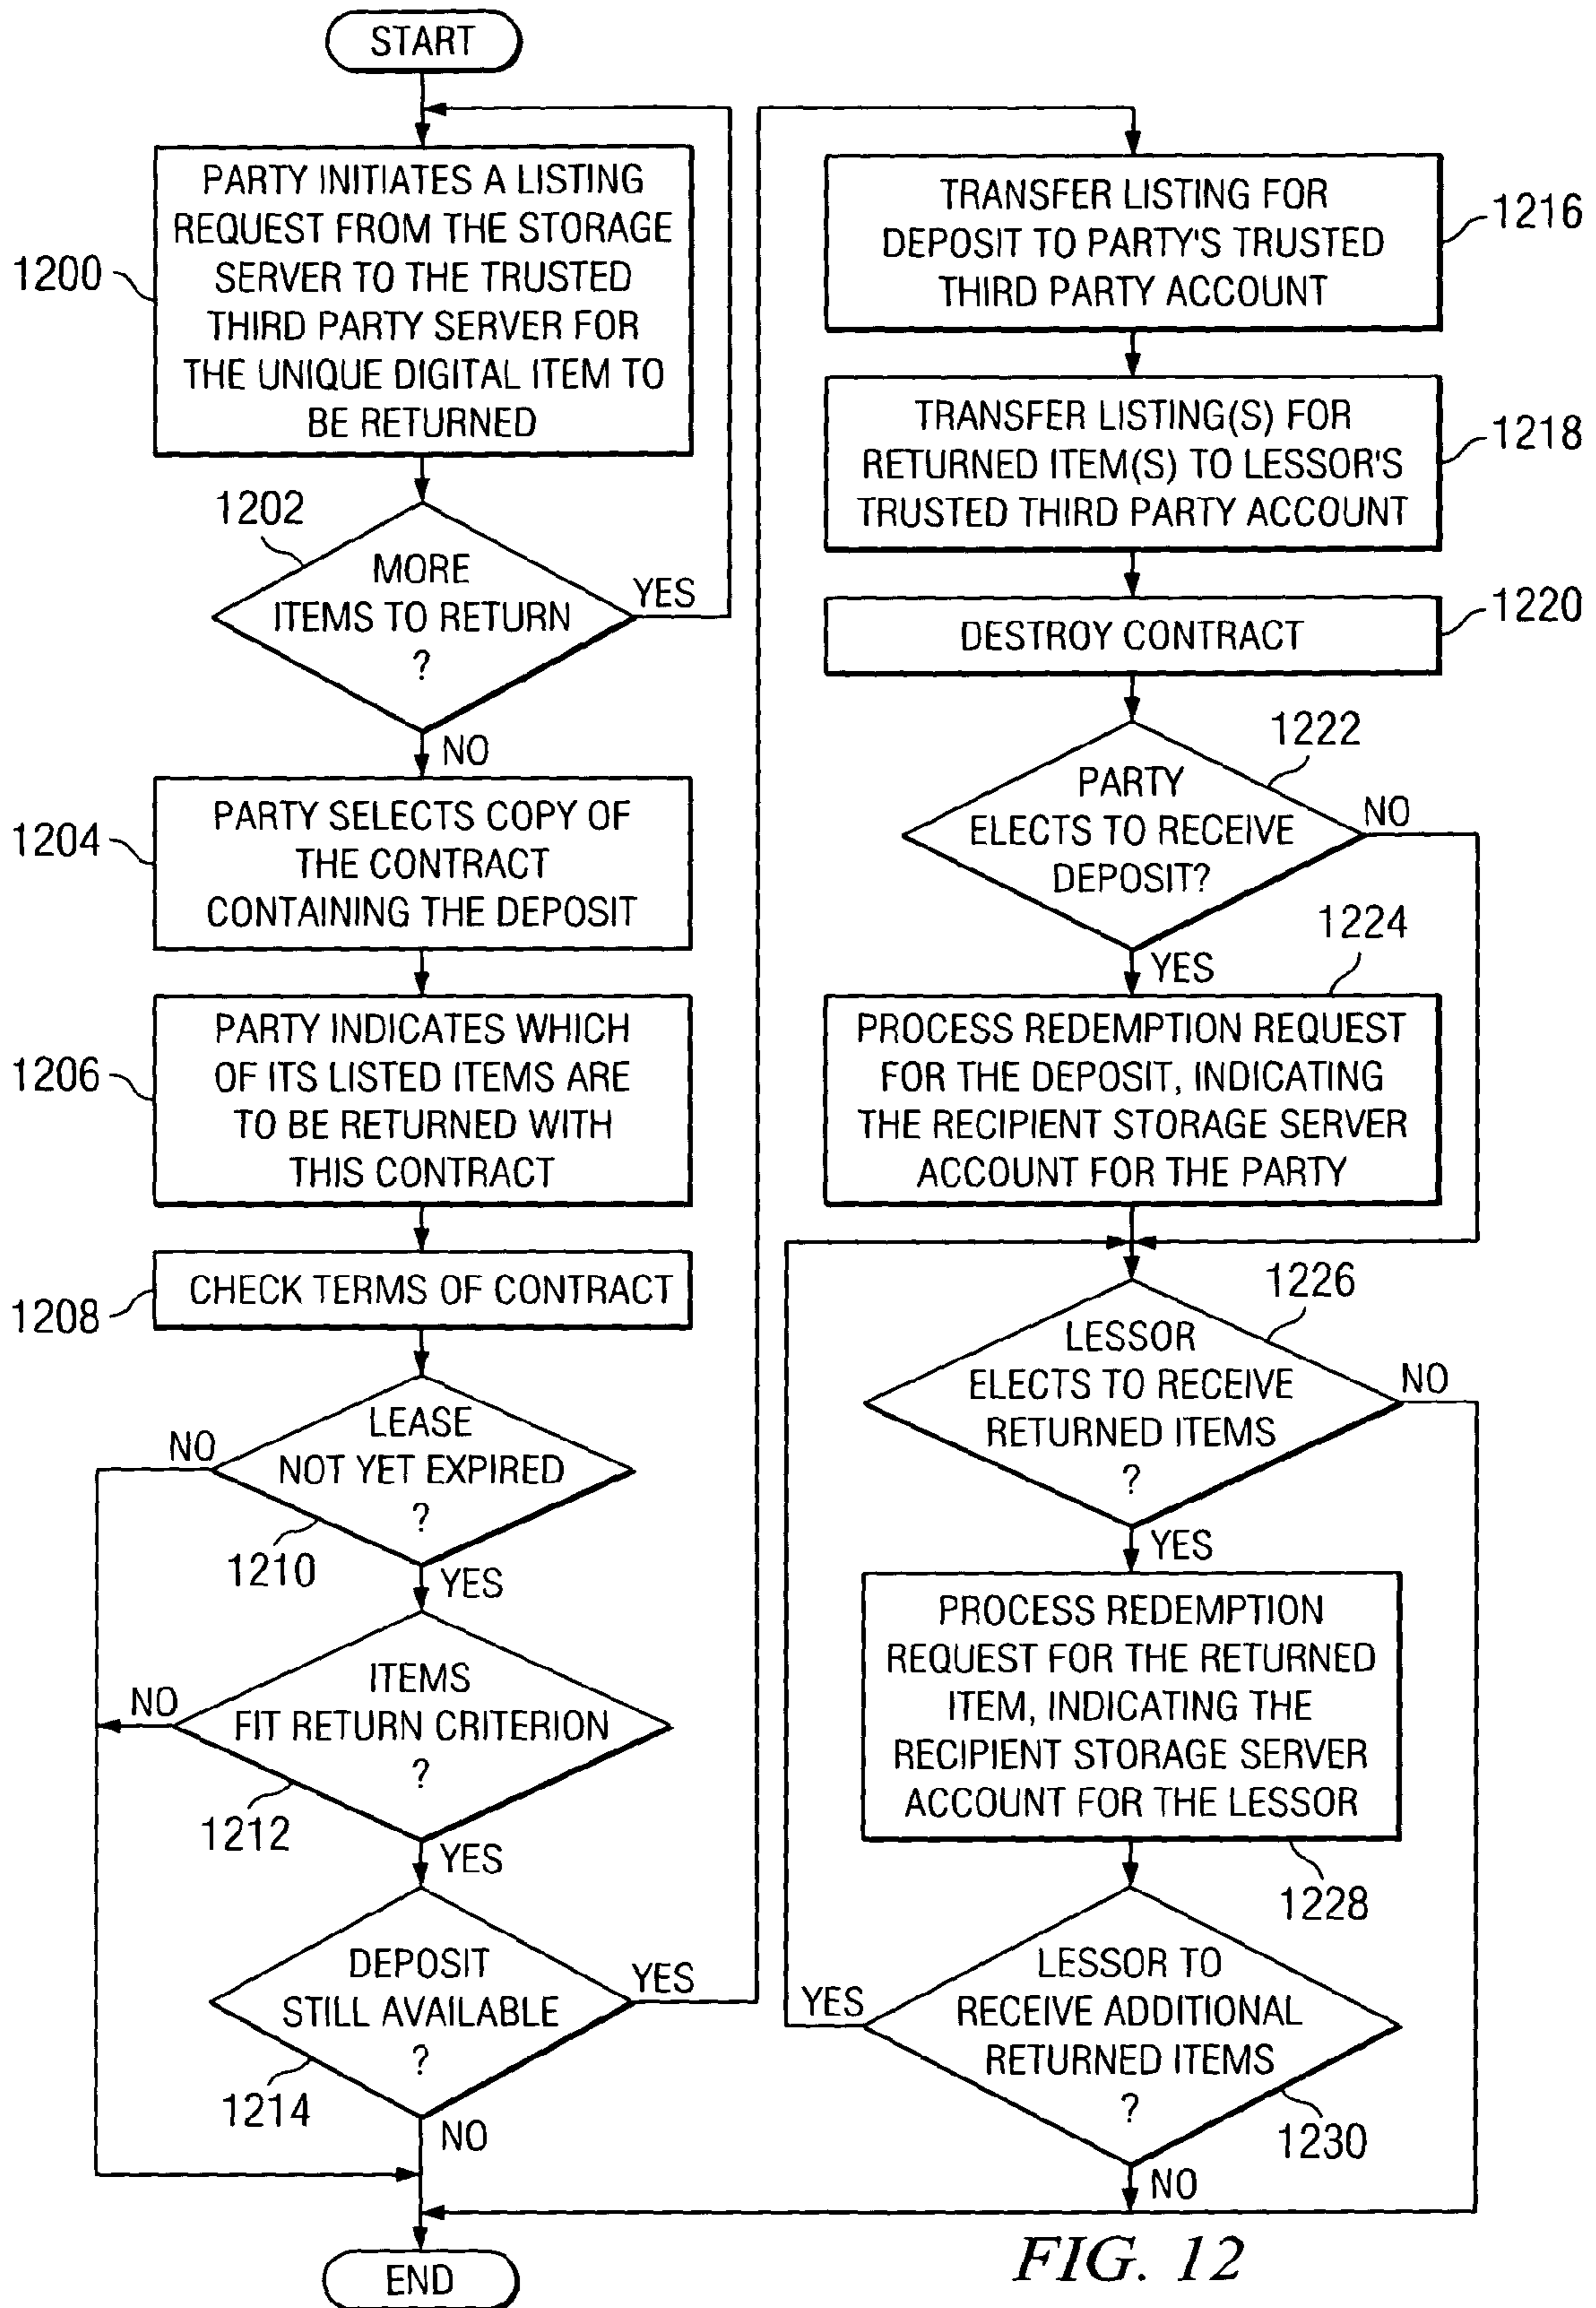 START
PARTY INITIATES A LISTING
REQUEST FROM THE STORAGE
SERVER TO THE TRUSTED
THIRD PARTY SERVER FOR
THE UNIQUE DIGITAL ITEM TO
BE RETURNED
1200
1202
MORE
ITEMS TO RETURN
?
YES
NO
PARTY SELECTS COPY OF
THE CONTRACT
CONTAINING THE DEPOSIT
1204
PARTY INDICATES WHICH
OF ITS LISTED ITEMS ARE
TO BE RETURNED WITH
THIS CONTRACT
1206
CHECK TERMS OF CONTRACT
1208
LEASE
NOT YET EXPIRED
?
NO
1210
YES
ITEMS
FIT RETURN CRITERION
?
NO
1212
YES
DEPOSIT
STILL AVAILABLE
?
YES
1214
NO
END
TRANSFER LISTING FOR
DEPOSIT TO PARTY'S TRUSTED
THIRD PARTY ACCOUNT
1216
TRANSFER LISTING(S) FOR
RETURNED ITEM(S) TO LESSOR'S
TRUSTED THIRD PARTY ACCOUNT
1218
DESTROY CONTRACT
1220
1222
PARTY
ELECTS TO RECEIVE
DEPOSIT?
NO
YES
1224
PROCESS REDEMPTION REQUEST
FOR THE DEPOSIT, INDICATING
THE RECIPIENT STORAGE SERVER
ACCOUNT FOR THE PARTY
1226
LESSOR
ELECTS TO RECEIVE
RETURNED ITEMS
?
NO
YES
PROCESS REDEMPTION
REQUEST FOR THE RETURNED
ITEM, INDICATING THE
RECIPIENT STORAGE SERVER
ACCOUNT FOR THE LESSOR
1228
LESSOR TO
RECEIVE ADDITIONAL
RETURNED ITEMS
?
YES
1230
NO
FIG. 12